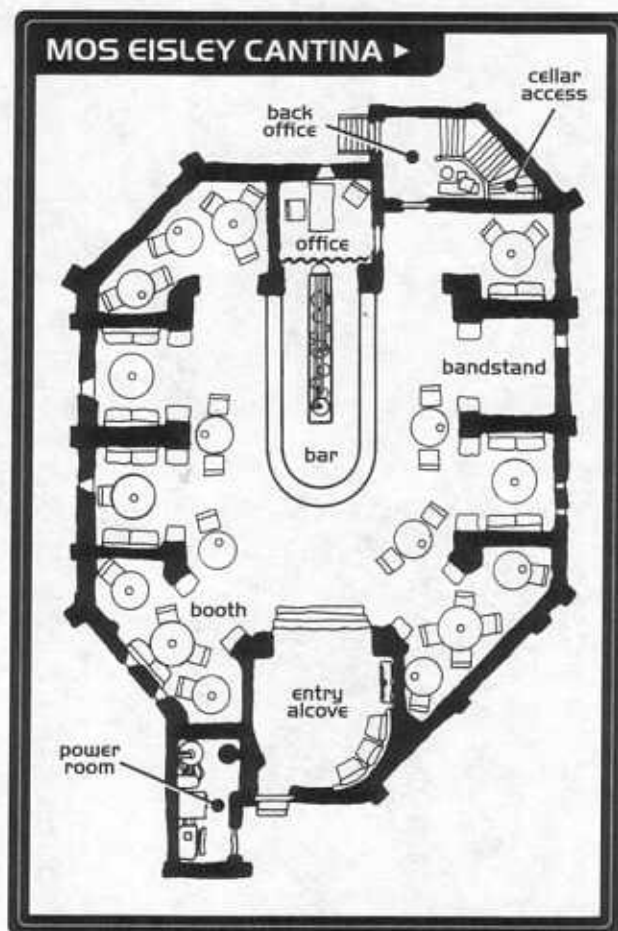 MOS EISLEY CANTINA ►
cellar
access
back
office
office
bandstand
bar
booth
entry
alcove
power
room